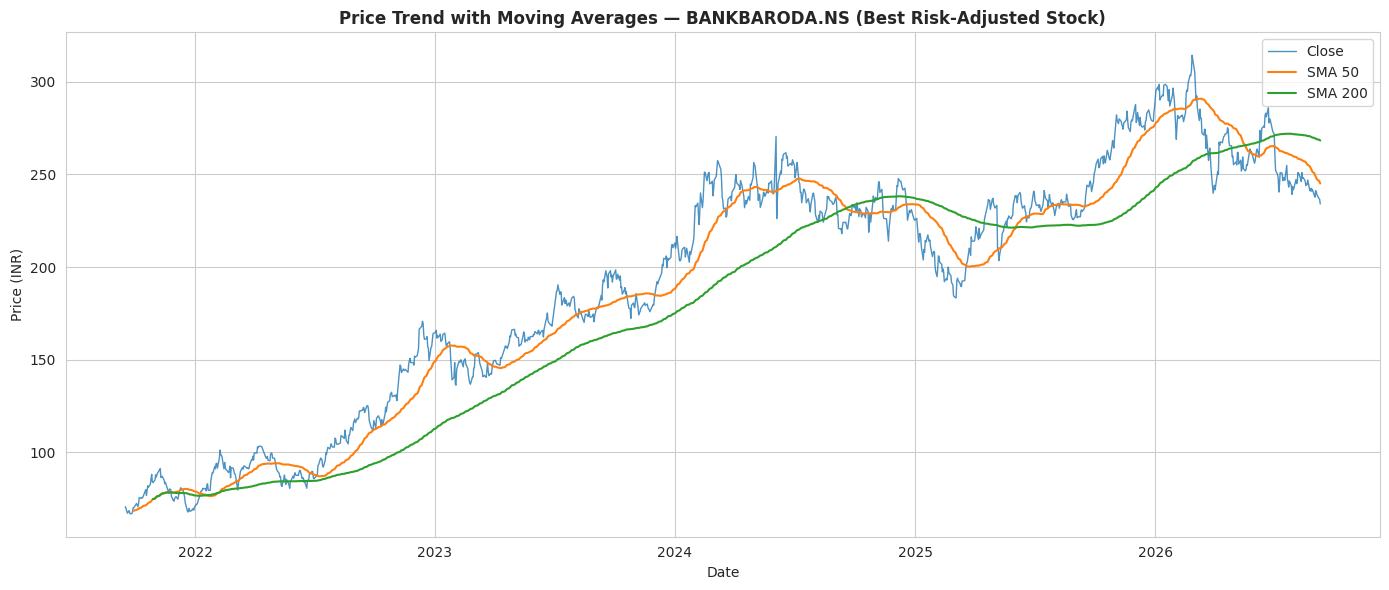 Price Trend with Moving Averages — BANKBARODA.NS (Best Risk-Adjusted Stock)
Close
SMA 50
SMA 200
Price (INR)
300
250
200
150
100
2022
2023
2024
2025
2026
Date